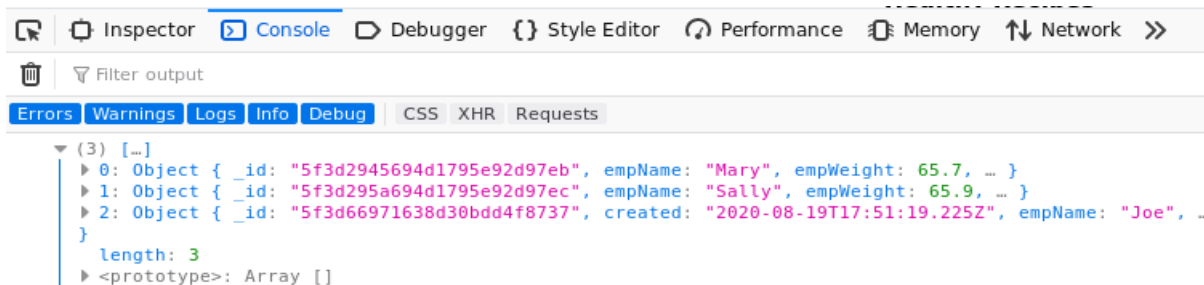 Inspector Console Debugger {} Style Editor Performance Memory Network
Filter output
Errors Warnings Logs Info Debug CSS XHR Requests
(3) […]
0: Object { _id: "5f3d2945694d1795e92d97eb", empName: "Mary", empWeight: 65.7, … }
1: Object { _id: "5f3d295a694d1795e92d97ec", empName: "Sally", empWeight: 65.9, … }
2: Object { _id: "5f3d66971638d30bdd4f8737", created: "2020-08-19T17:51:19.225Z", empName: "Joe", …
}
length: 3
<prototype>: Array []